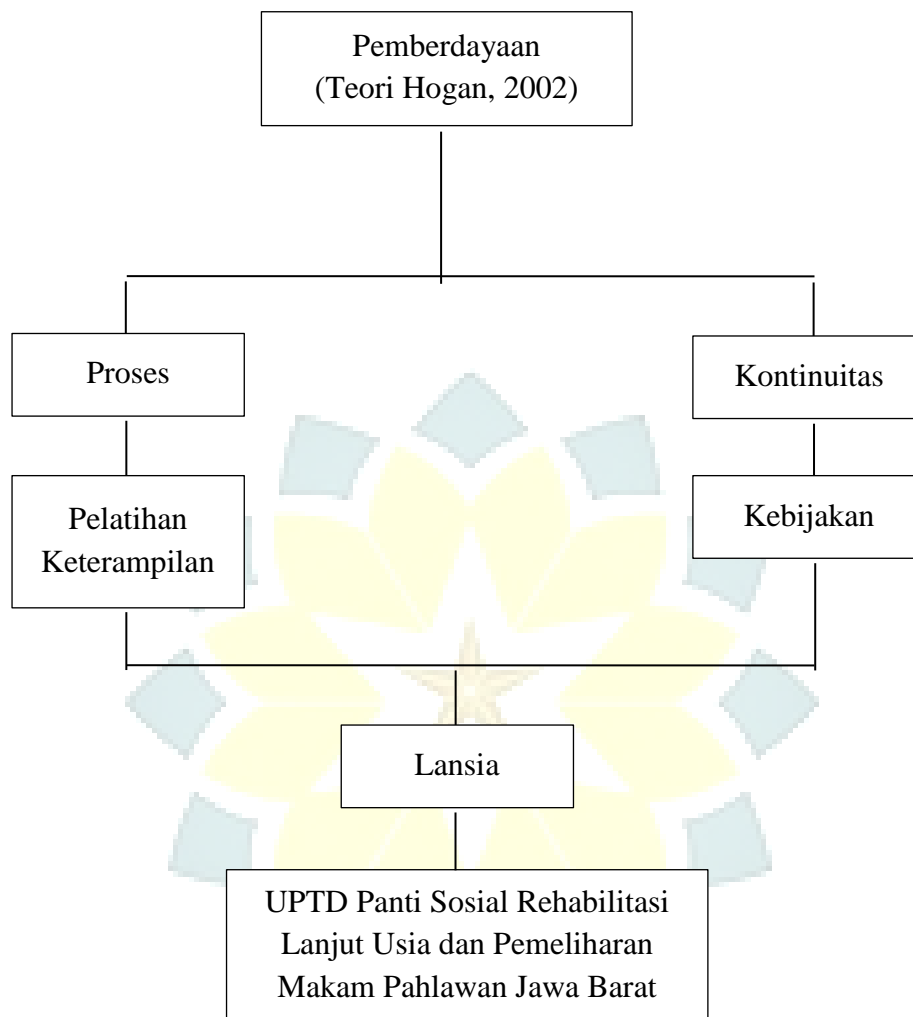 Pemberdayaan
(Teori Hogan, 2002)
Proses
Kontinuitas
Pelatihan
Keterampilan
Kebijakan
Lansia
UPTD Panti Sosial Rehabilitasi
Lanjut Usia dan Pemeliharan
Makam Pahlawan Jawa Barat